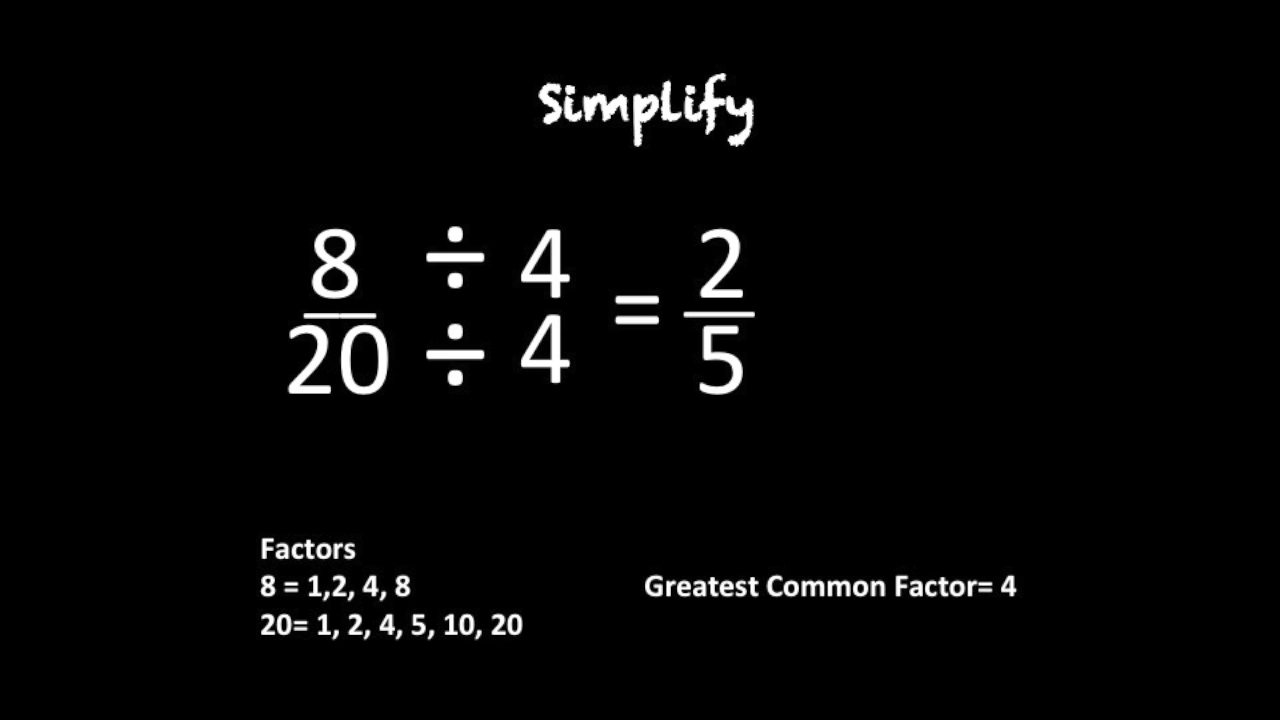 Simplify
8 ÷ 4 = 2
20 ÷ 4 5
Factors
8 = 1,2, 4, 8
Greatest Common Factor= 4
20= 1, 2, 4, 5, 10, 20